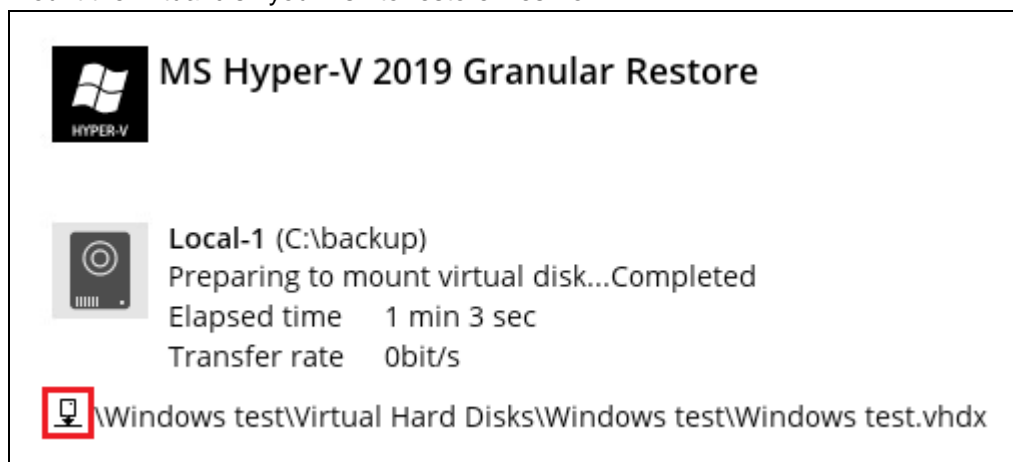 MS Hyper-V 2019 Granular Restore
HYPER-V
Local-1 (C:\backup)
Preparing to mount virtual disk...Completed
Elapsed time 1 min 3 sec
Transfer rate 0bit/s
\Windows test\Virtual Hard Disks\Windows test\Windows test.vhdx